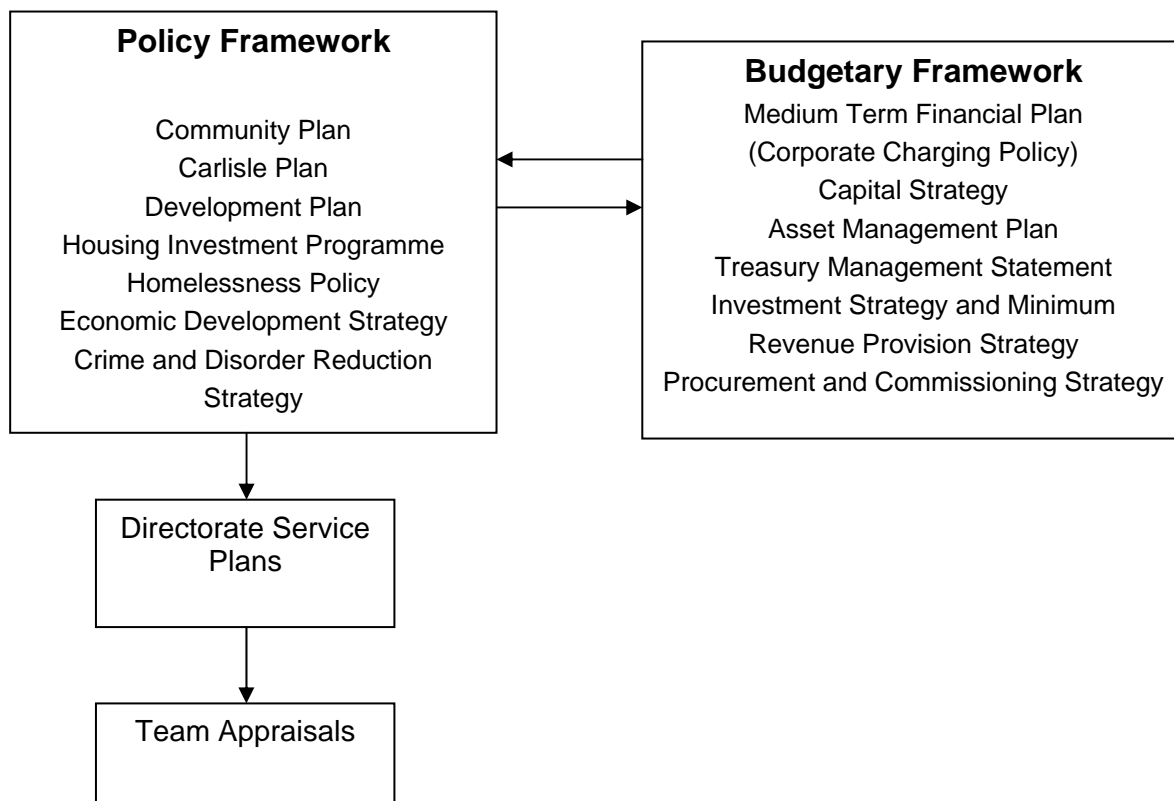 Policy Framework
Community Plan
Carlisle Plan
Development Plan
Housing Investment Programme
Homelessness Policy
Economic Development Strategy
Crime and Disorder Reduction
Strategy
Budgetary Framework
Medium Term Financial Plan
(Corporate Charging Policy)
Capital Strategy
Asset Management Plan
Treasury Management Statement
Investment Strategy and Minimum
Revenue Provision Strategy
Procurement and Commissioning Strategy
Directorate Service
Plans
Team Appraisals